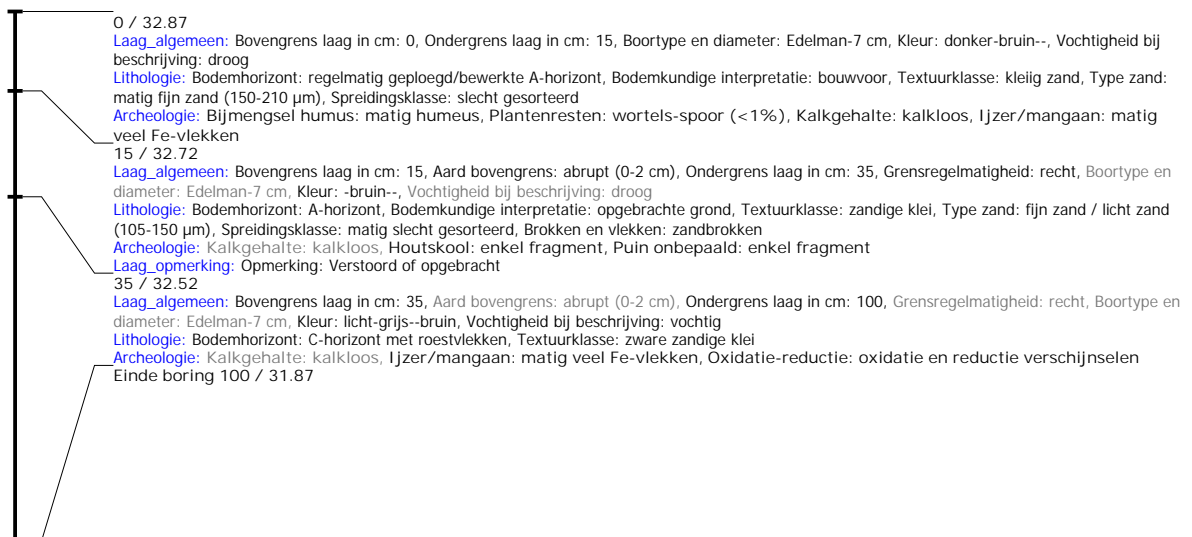 0 / 32.87
Laag_algemeen: Bovengrens laag in cm: 0, Ondergrens laag in cm: 15, Boortype en diameter: Edelman-7 cm, Kleur: donker-bruin--, Vochtigheid bij
beschrijving: droog
Lithologie: Bodemhorizont: regelmatig geploegd/bewerkte A-horizont, Bodemkundige interpretatie: bouwvoor, Textuurklasse: kleiig zand, Type zand:
matig fijn zand (150-210 µm), Spreidingsklasse: slecht gesorteerd
Archeologie: Bijmengsel humus: matig humeus, Plantenresten: wortels-spoor (<1%), Kalkgehalte: kalkloos, Ijzer/mangaan: matig
veel Fe-vlekken
15 / 32.72
Laag_algemeen: Bovengrens laag in cm: 15, Aard bovengrens: abrupt (0-2 cm), Ondergrens laag in cm: 35, Grensregelmatigheid: recht, Boortype en
diameter: Edelman-7 cm, Kleur: -bruin--, Vochtigheid bij beschrijving: droog
Lithologie: Bodemhorizont: A-horizont, Bodemkundige interpretatie: opgebrachte grond, Textuurklasse: zandige klei, Type zand: fijn zand / licht zand
(105-150 µm), Spreidingsklasse: matig slecht gesorteerd, Brokken en vlekken: zandbrokken
Archeologie: Kalkgehalte: kalkloos, Houtskool: enkel fragment, Puin onbepaald: enkel fragment
Laag_opmerking: Opmerking: Verstoord of opgebracht
35 / 32.52
Laag_algemeen: Bovengrens laag in cm: 35, Aard bovengrens: abrupt (0-2 cm), Ondergrens laag in cm: 100, Grensregelmatigheid: recht, Boortype en
diameter: Edelman-7 cm, Kleur: licht-grijs--bruin, Vochtigheid bij beschrijving: vochtig
Lithologie: Bodemhorizont: C-horizont met roestvlekken, Textuurklasse: zware zandige klei
Archeologie: Kalkgehalte: kalkloos, Ijzer/mangaan: matig veel Fe-vlekken, Oxidatie-reductie: oxidatie en reductie verschijnselen
Einde boring 100 / 31.87